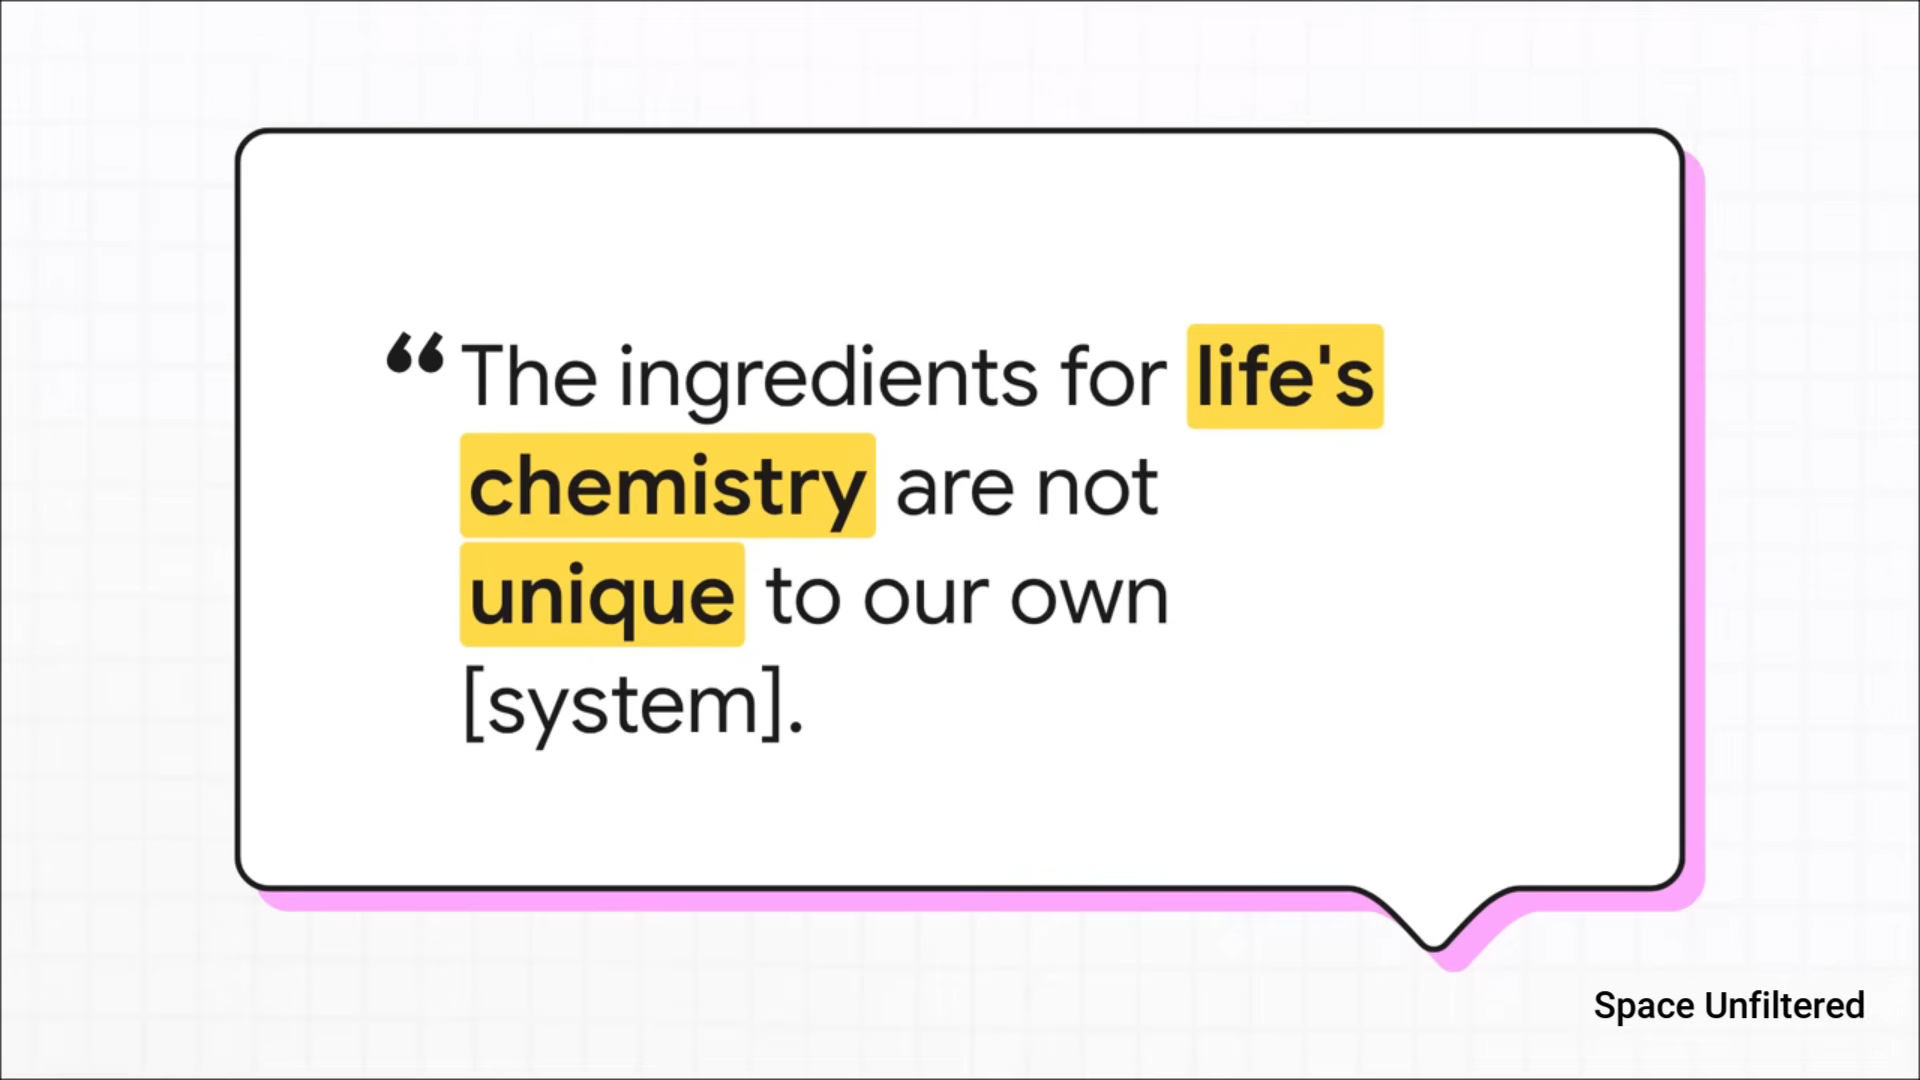 “The ingredients for life's
chemistry are not
unique to our own
[system].
Space Unfiltered